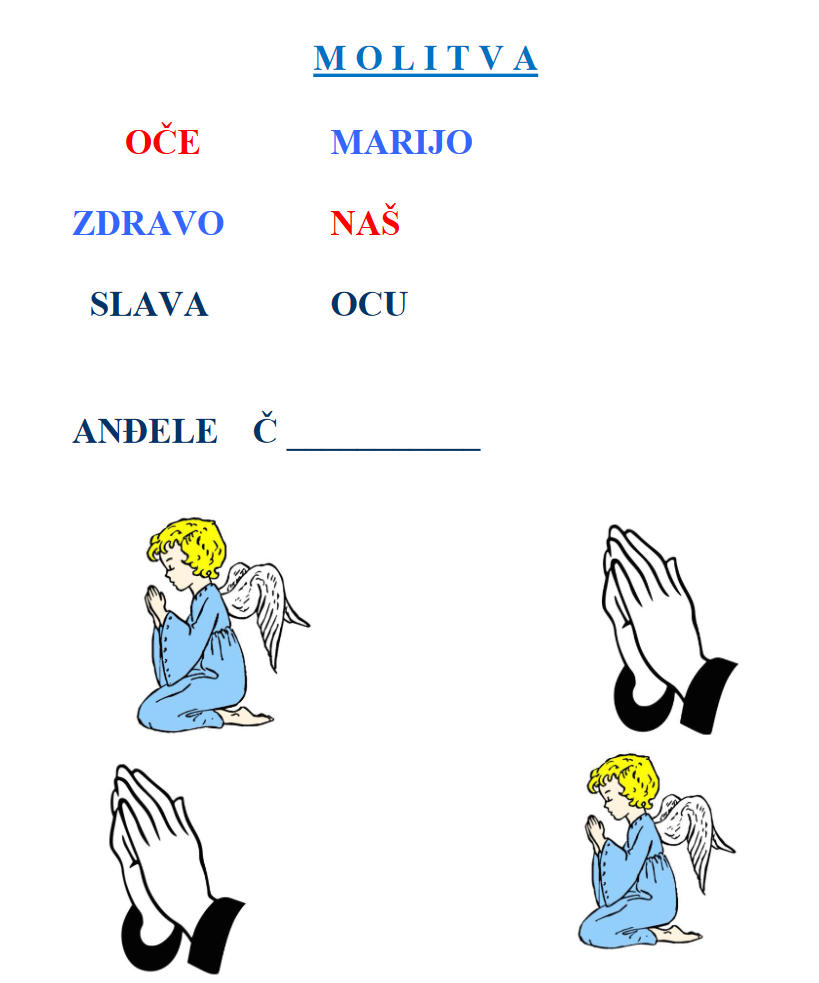 M O L I T V A
OČE MARIJO
ZDRAVO NAŠ
SLAVA OCU
ANĐELE Č ___________